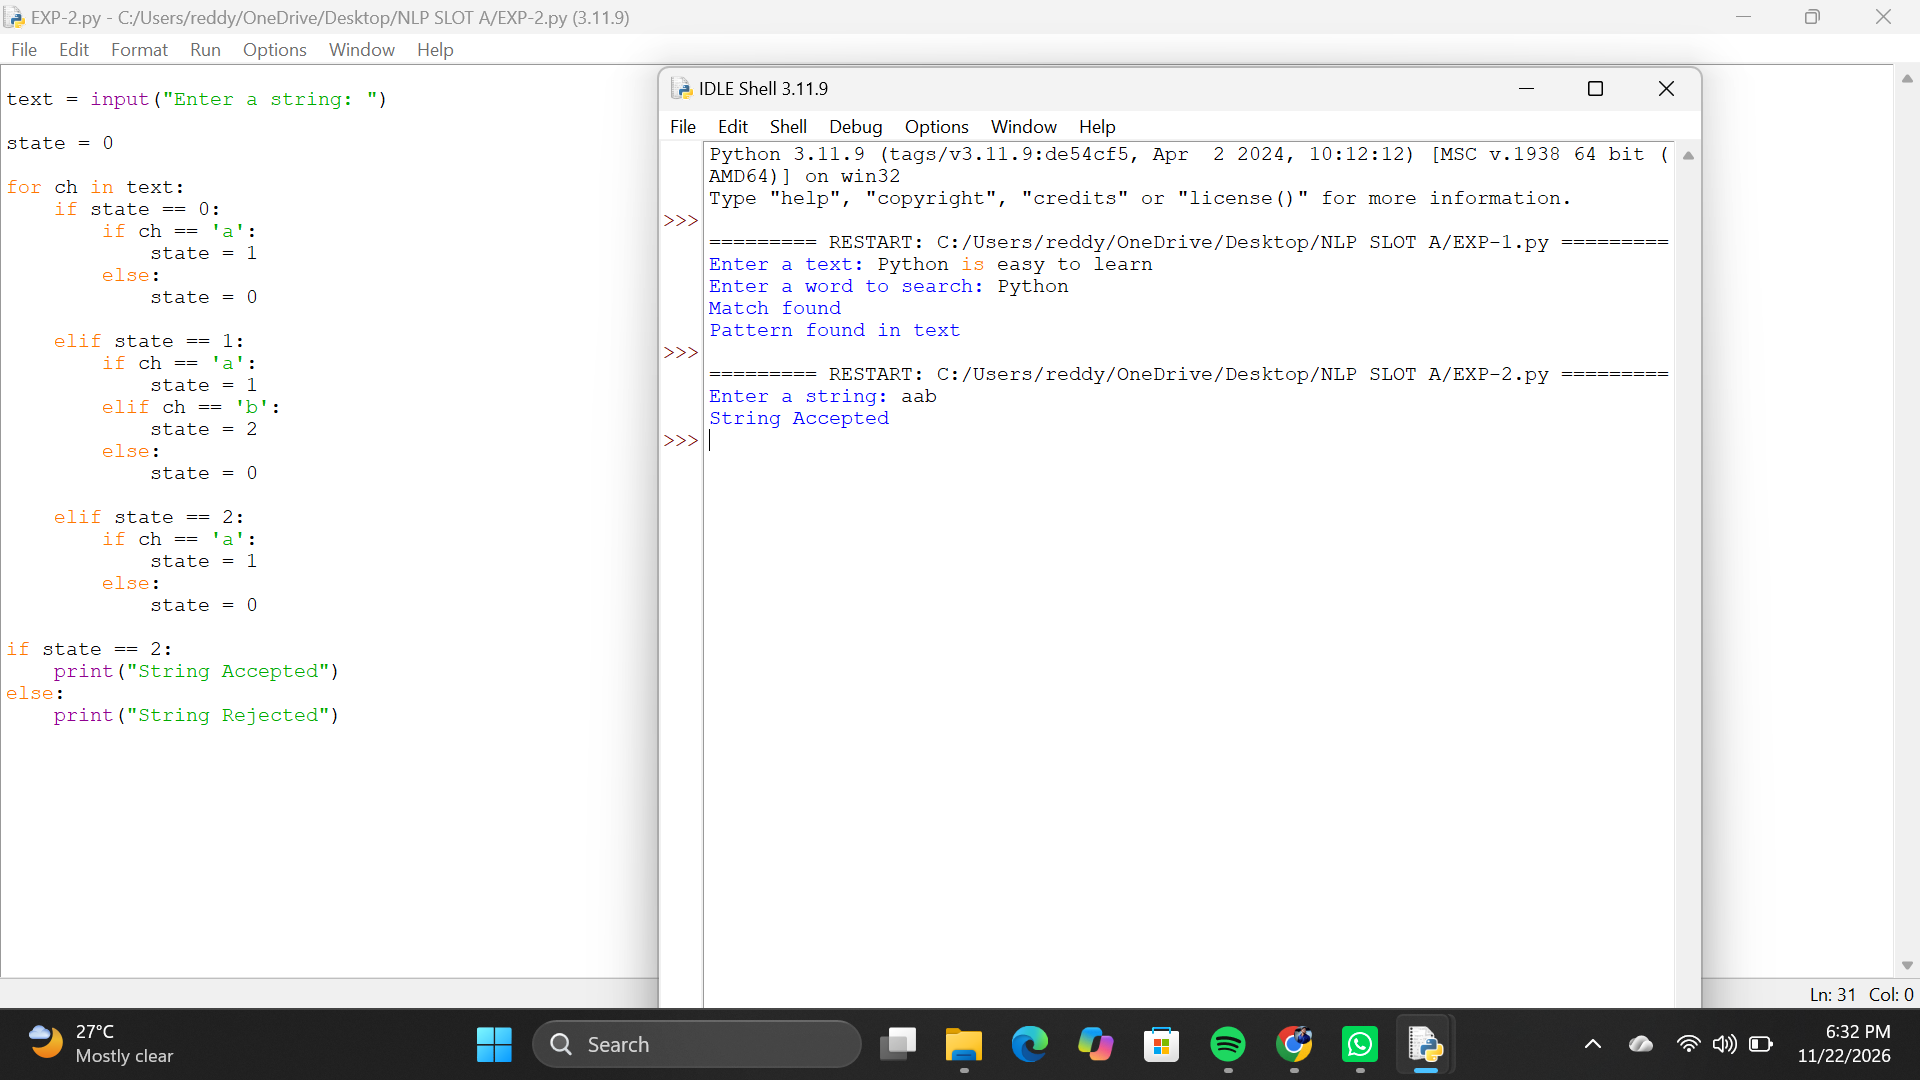 EXP-2.py - C:/Users/reddy/OneDrive/Desktop/NLP SLOT A/EXP-2.py (3.11.9)
File Edit Format Run Options Window Help
text = input("Enter a string: ")
state = 0
for ch in text:
    if state == 0:
        if ch == 'a':
            state = 1
        else:
            state = 0
    elif state == 1:
        if ch == 'a':
            state = 1
        elif ch == 'b':
            state = 2
        else:
            state = 0
    elif state == 2:
        if ch == 'a':
            state = 1
        else:
            state = 0
if state == 2:
    print("String Accepted")
else:
    print("String Rejected")
IDLE Shell 3.11.9
File Edit Shell Debug Options Window Help
Python 3.11.9 (tags/v3.11.9:de54cf5, Apr  2 2024, 10:12:12) [MSC v.1938 64 bit (
AMD64)] on win32
Type "help", "copyright", "credits" or "license()" for more information.
>>>
========= RESTART: C:/Users/reddy/OneDrive/Desktop/NLP SLOT A/EXP-1.py =========
Enter a text: Python is easy to learn
Enter a word to search: Python
Match found
Pattern found in text
>>>
========= RESTART: C:/Users/reddy/OneDrive/Desktop/NLP SLOT A/EXP-2.py =========
Enter a string: aab
String Accepted
>>>
Ln: 31 Col: 0
27°C
Mostly clear
Search
6:32 PM
11/22/2026